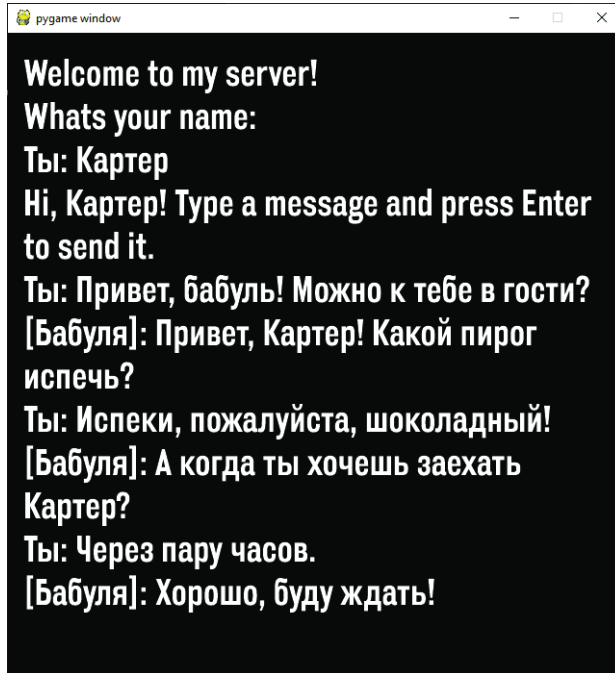 pygame window
Welcome to my server!
Whats your name:
Ты: Картер
Hi, Картер! Type a message and press Enter
to send it.
Ты: Привет, бабуль! Можно к тебе в гости?
[Бабуля]: Привет, Картер! Какой пирог
испечь?
Ты: Испеки, пожалуйста, шоколадный!
[Бабуля]: А когда ты хочешь заехать
Картер?
Ты: Через пару часов.
[Бабуля]: Хорошо, буду ждать!